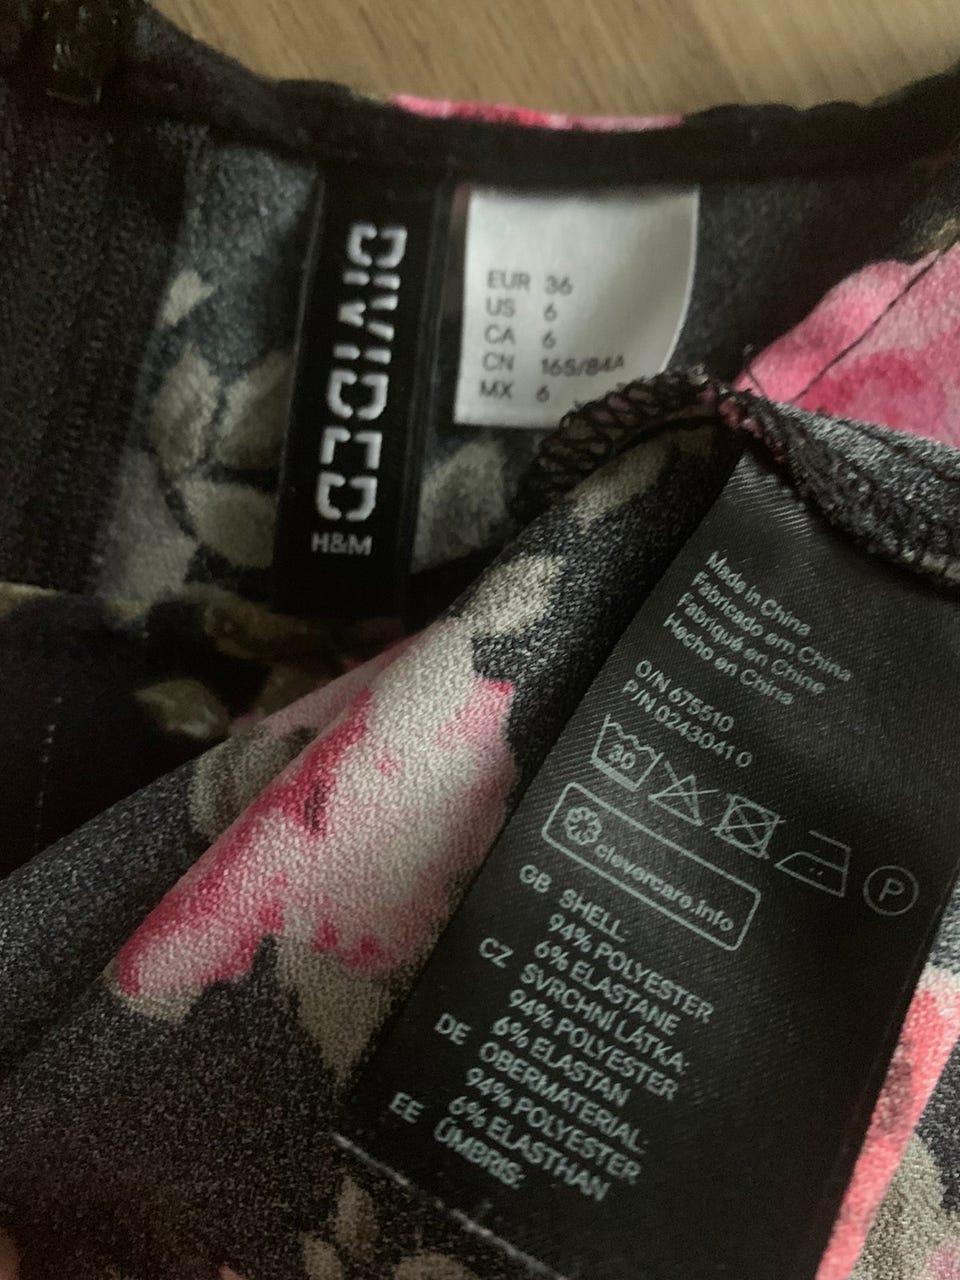 DIVIDED
H&M
EUR 36
US 6
CA 6
CN 165/84A
MX 6
Made in China
Fabricado em China
Fabriqué en Chine
Hecho en China
O/N 675510
P/N 02430410
30
P
clevercare.info
GB SHELL
94% POLYESTER
6% ELASTANE
CZ SVRCHNÍ LÁTKA:
94% POLYESTER
6% ELASTAN
DE OBERMATERIAL:
94% POLYESTER
6% ELASTHAN
EE ÜMBRIS: